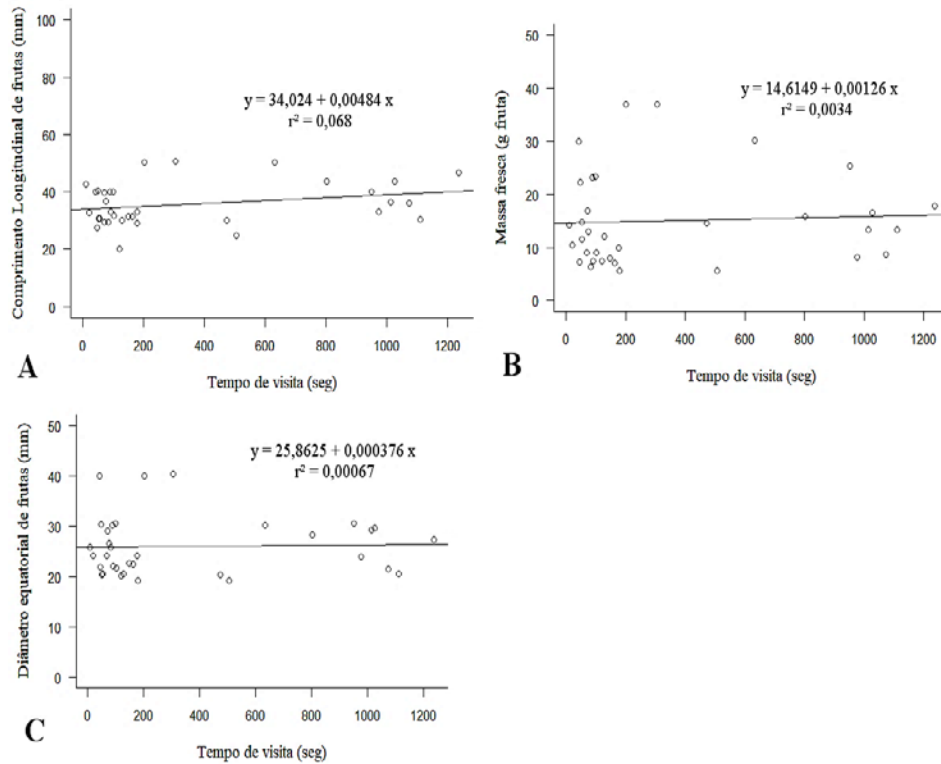 Comprimento Longitudinal de frutas (mm)
100
80
60
40
20
0
y = 34,024 + 0,00484 x
r² = 0,068
0 200 400 600 800 1000 1200
Tempo de visita (seg)
A
Massa fresca (g fruta)
50
40
30
20
10
0
y = 14,6149 + 0,00126 x
r² = 0,0034
0 200 400 600 800 1000 1200
Tempo de visita (seg)
B
Diâmetro equatorial de frutas (mm)
50
40
30
20
10
0
y = 25,8625 + 0,000376 x
r² = 0,00067
0 200 400 600 800 1000 1200
Tempo de visita (seg)
C